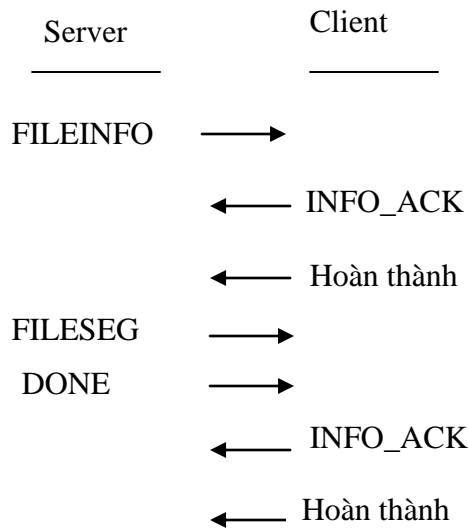 Server Client
FILEINFO
INFO_ACK
Hoàn thành
FILESEG
DONE
INFO_ACK
Hoàn thành